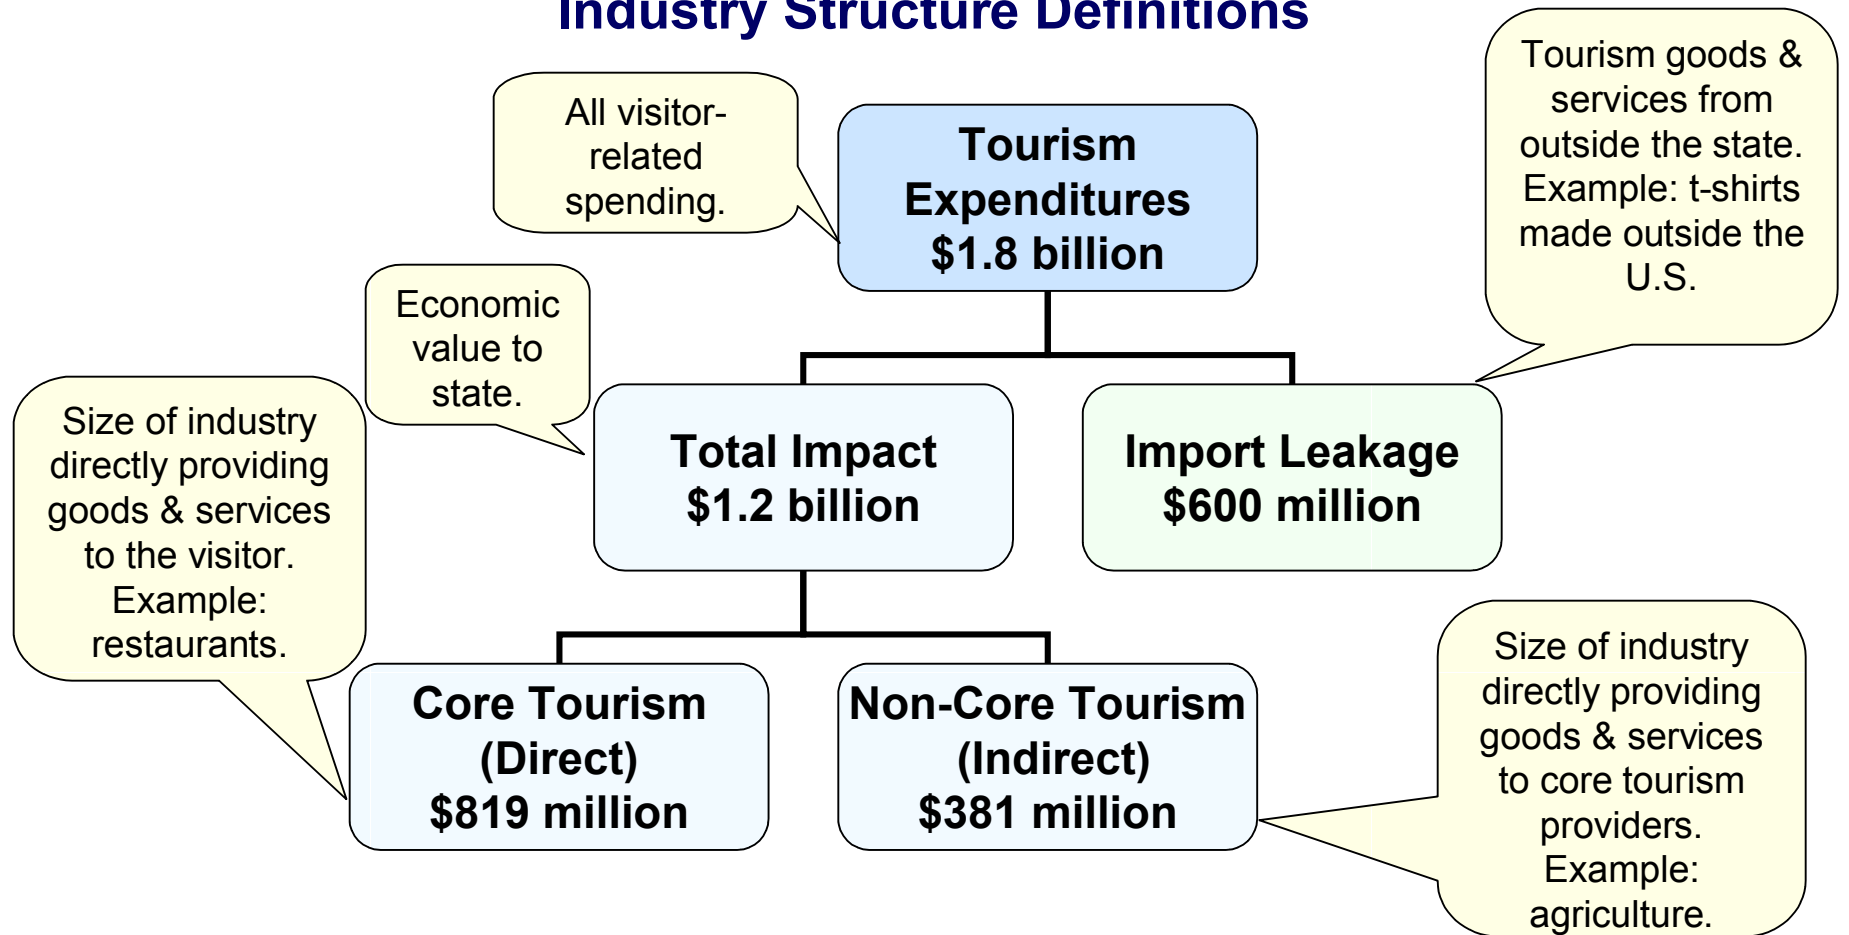 Industry Structure Definitions
All visitor-
related
spending.
Tourism
Expenditures
$1.8 billion
Tourism goods &
services from
outside the state.
Example: t-shirts
made outside the
U.S.
Economic
value to
state.
Total Impact
$1.2 billion
Import Leakage
$600 million
Size of industry
directly providing
goods & services
to the visitor.
Example:
restaurants.
Core Tourism
(Direct)
$819 million
Non-Core Tourism
(Indirect)
$381 million
Size of industry
directly providing
goods & services
to core tourism
providers.
Example:
agriculture.